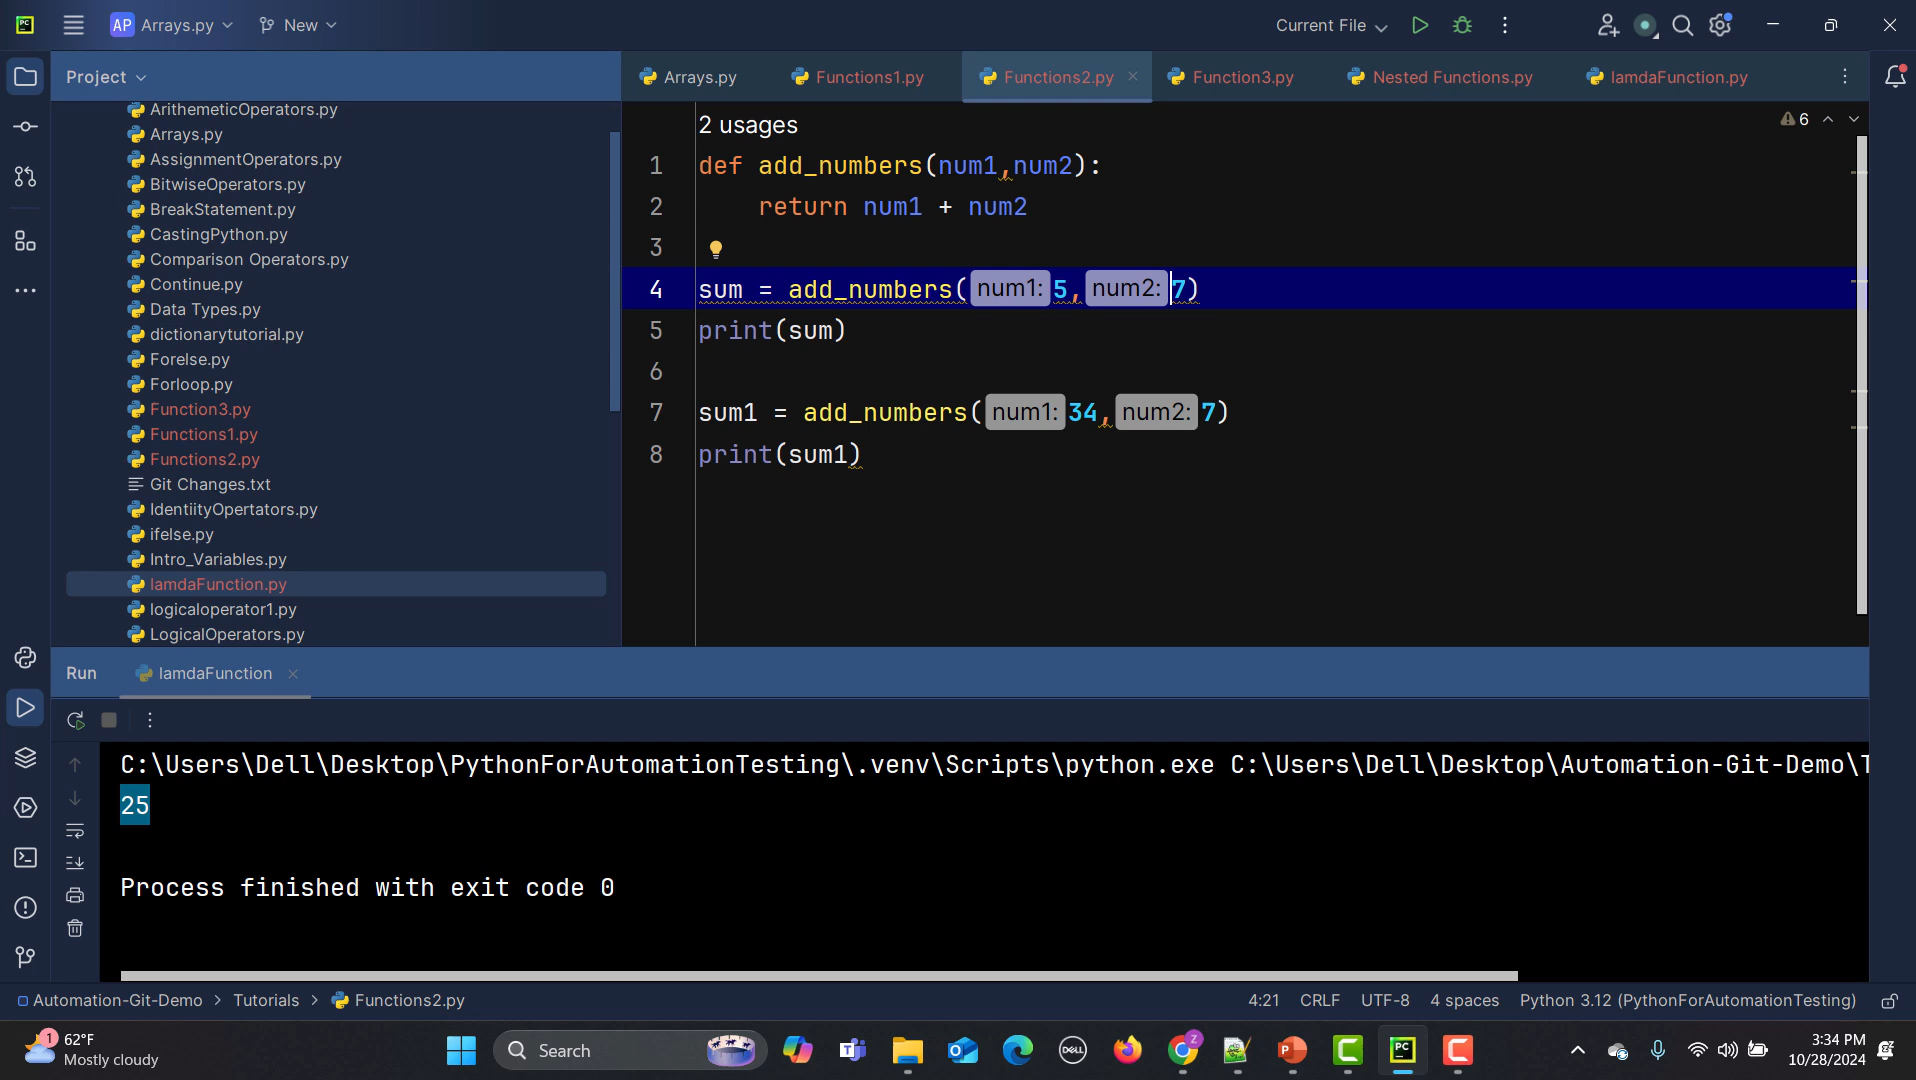 PC
AP Arrays.py
New
Current File
Project
Arrays.py
Functions1.py
Functions2.py
Function3.py
Nested Functions.py
lamdaFunction.py
ArithemeticOperators.py
Arrays.py
AssignmentOperators.py
BitwiseOperators.py
BreakStatement.py
CastingPython.py
Comparison Operators.py
Continue.py
Data Types.py
dictionarytutorial.py
Forelse.py
Forloop.py
Function3.py
Functions1.py
Functions2.py
Git Changes.txt
IdentiityOpertators.py
ifelse.py
Intro_Variables.py
lamdaFunction.py
logicaloperator1.py
LogicalOperators.py
2 usages
6
1 def add_numbers(num1,num2):
2 return num1 + num2
3
4 sum = add_numbers( num1: 5, num2: 7)
5 print(sum)
6
7 sum1 = add_numbers( num1: 34, num2: 7)
8 print(sum1)
Run
lamdaFunction
C:\Users\Dell\Desktop\PythonForAutomationTesting\.venv\Scripts\python.exe C:\Users\Dell\Desktop\Automation-Git-Demo\T
25
Process finished with exit code 0
Automation-Git-Demo > Tutorials > Functions2.py
4:21 CRLF UTF-8 4 spaces Python 3.12 (PythonForAutomationTesting)
1
62°F
Mostly cloudy
Search
DELL
Z
PC
3:34 PM
10/28/2024